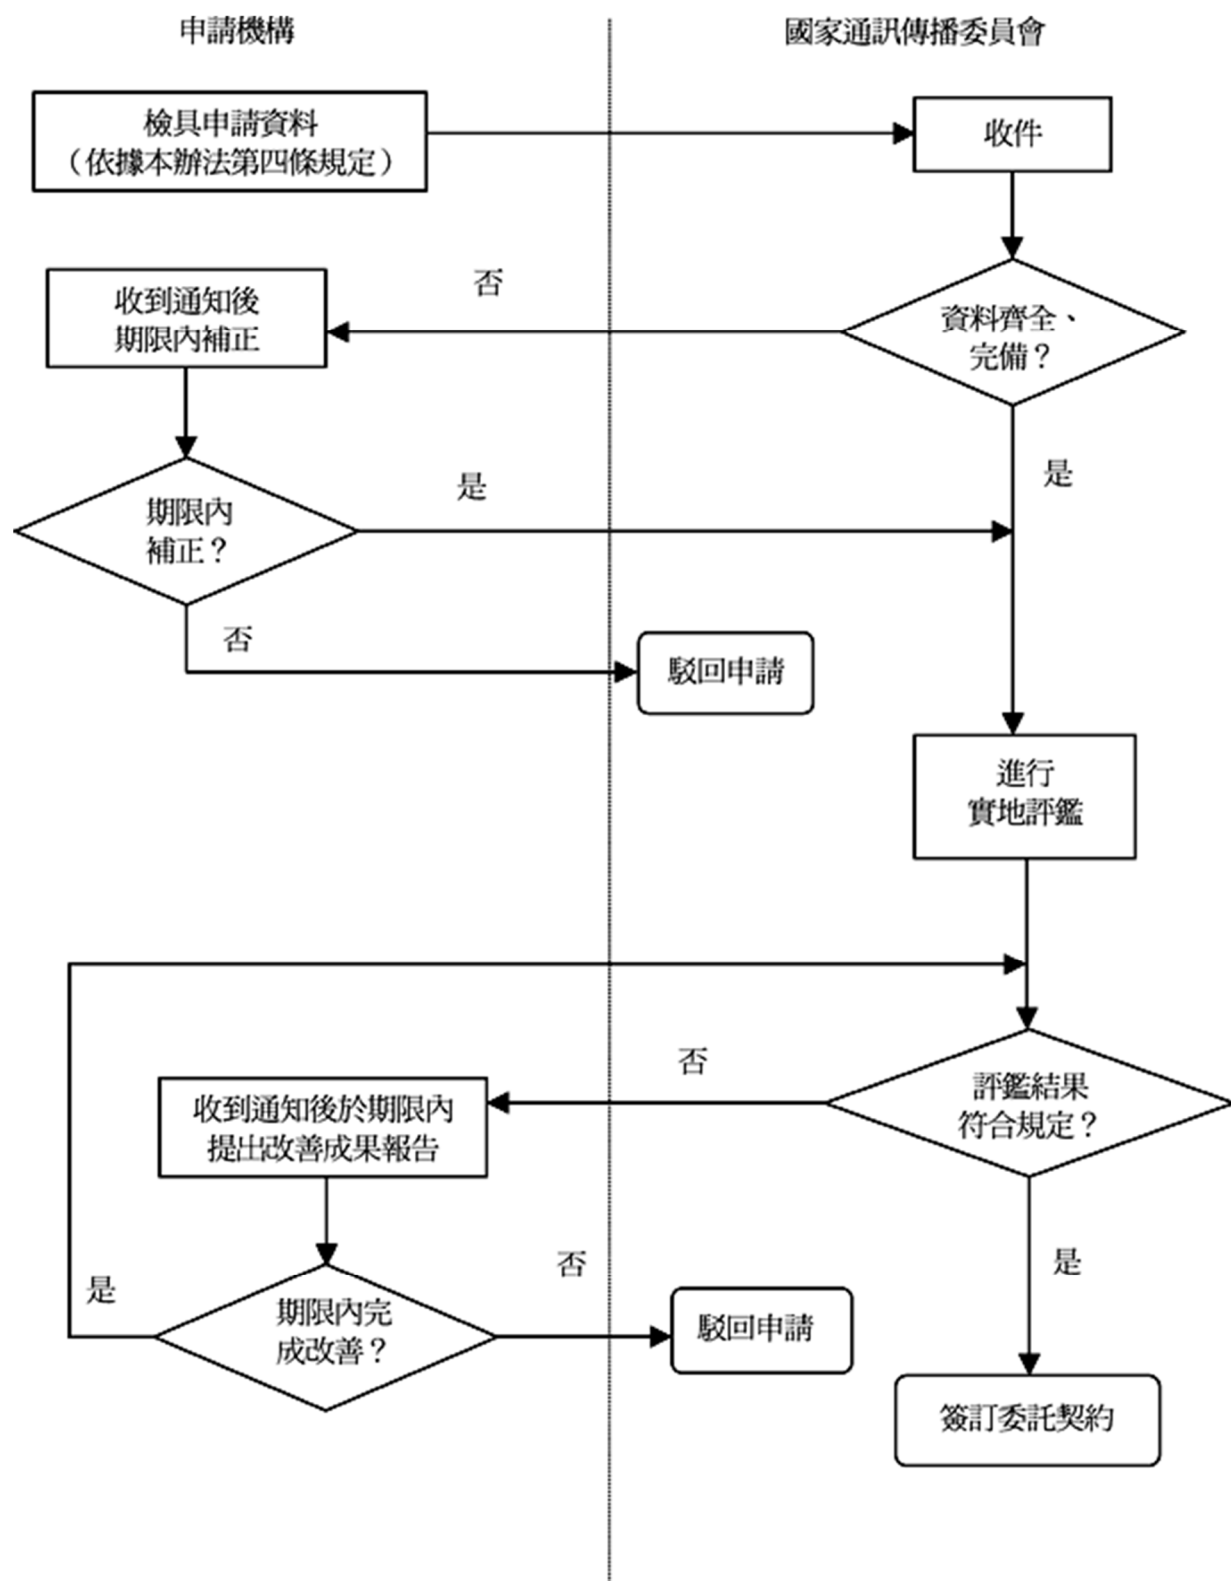 申請機構
國家通訊傳播委員會
檢具申請資料
（依據本辦法第四條規定）
收件
否
收到通知後
期限內補正
資料齊全、
完備？
是
是
期限內
補正？
否
駁回申請
進行
實地評鑑
否
評鑑結果
符合規定？
收到通知後於期限內
提出改善成果報告
是
否
是
期限內完
成改善？
駁回申請
簽訂委託契約